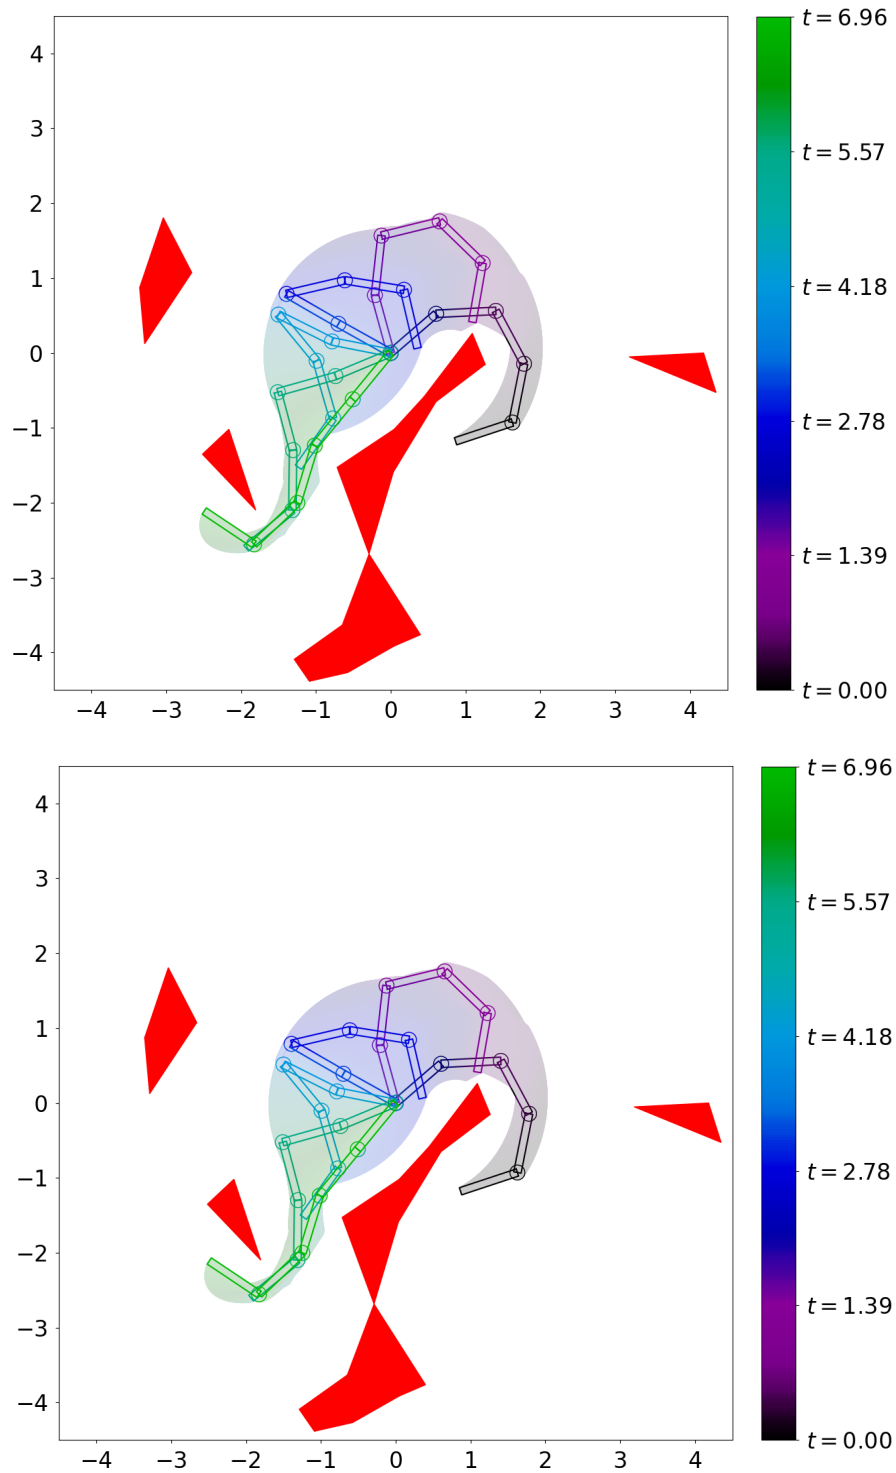 t = 6.96
4
3
t = 5.57
2
1
t = 4.18
0
t = 2.78
−1
−2
t = 1.39
−3
−4
t = 0.00
−4 −3 −2 −1 0 1 2 3 4
t = 6.96
4
3
t = 5.57
2
1
t = 4.18
0
t = 2.78
−1
−2
t = 1.39
−3
−4
t = 0.00
−4 −3 −2 −1 0 1 2 3 4